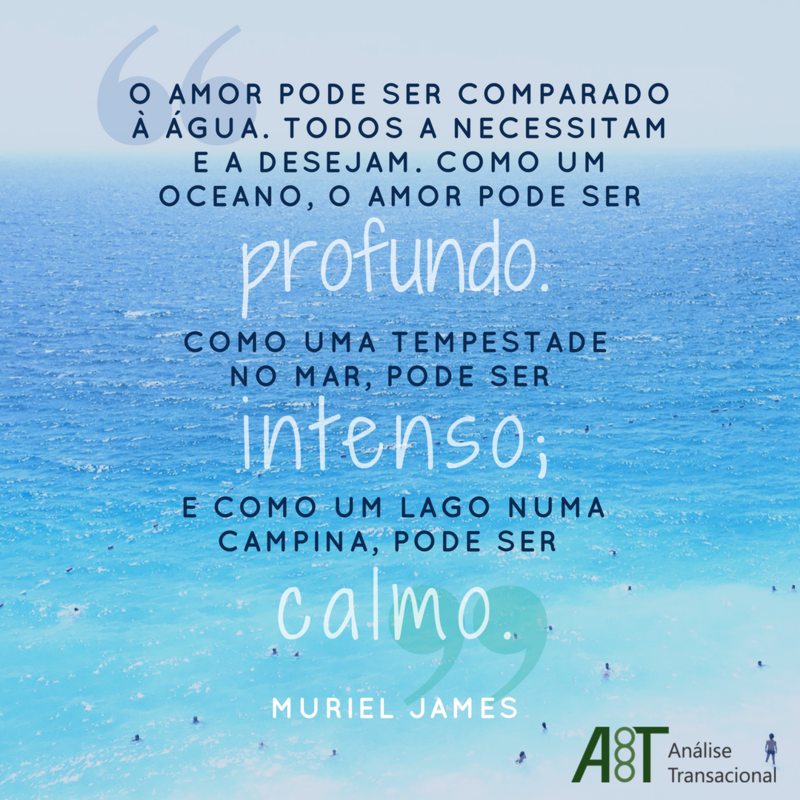 O AMOR PODE SER COMPARADO
À ÁGUA. TODOS A NECESSITAM
E A DESEJAM. COMO UM
OCEANO, O AMOR PODE SER
profundo.
COMO UMA TEMPESTADE
NO MAR, PODE SER
intenso;
E COMO UM LAGO NUMA
CAMPINA, PODE SER
calmo.
MURIEL JAMES
A8T Análise
Transacional